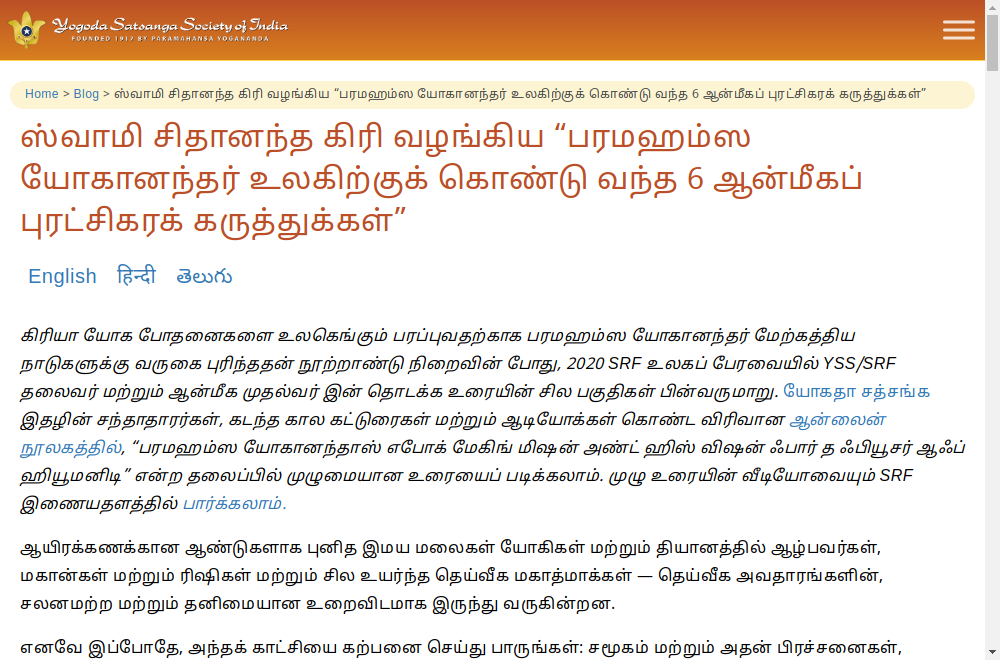 Yogoda Satsanga Society of India
FOUNDED 1917 BY PARAMAHANSA YOGANANDA
Home > Blog > ஸ்வாமி சிதானந்த கிரி வழங்கிய “பரமஹம்ஸ யோகானந்தர் உலகிற்குக் கொண்டு வந்த 6 ஆன்மீகப் புரட்சிகரக் கருத்துக்கள்”
ஸ்வாமி சிதானந்த கிரி வழங்கிய “பரமஹம்ஸ
யோகானந்தர் உலகிற்குக் கொண்டு வந்த 6 ஆன்மீகப்
புரட்சிகரக் கருத்துக்கள்”
English हिन्दी తెలుగు
கிரியா யோக போதனைகளை உலகெங்கும் பரப்புவதற்காக பரமஹம்ஸ யோகானந்தர் மேற்கத்திய
நாடுகளுக்கு வருகை புரிந்ததன் நூற்றாண்டு நிறைவின் போது, 2020 SRF உலகப் பேரவையில் YSS/SRF
தலைவர் மற்றும் ஆன்மீக முதல்வர் இன் தொடக்க உரையின் சில பகுதிகள் பின்வருமாறு. யோகதா சத்சங்க
இதழின் சந்தாதாரர்கள், கடந்த கால கட்டுரைகள் மற்றும் ஆடியோக்கள் கொண்ட விரிவான ஆன்லைன்
நூலகத்தில், “பரமஹம்ஸ யோகானந்தாஸ் எபோக் மேகிங் மிஷன் அண்ட் ஹிஸ் விஷன் ஃபார் த ஃபியூசர் ஆஃப்
ஹியூமனிடி” என்ற தலைப்பில் முழுமையான உரையைப் படிக்கலாம். முழு உரையின் வீடியோவையும் SRF
இணையதளத்தில் பார்க்கலாம்.
ஆயிரக்கணக்கான ஆண்டுகளாக புனித இமய மலைகள் யோகிகள் மற்றும் தியானத்தில் ஆழ்பவர்கள்,
மகான்கள் மற்றும் ரிஷிகள் மற்றும் சில உயர்ந்த தெய்வீக மகாத்மாக்கள் — தெய்வீக அவதாரங்களின்,
சலனமற்ற மற்றும் தனிமையான உறைவிடமாக இருந்து வருகின்றன.
எனவே இப்போதே, அந்தக் காட்சியை கற்பனை செய்து பாருங்கள்: சமூகம் மற்றும் அதன் பிரச்சனைகள்,